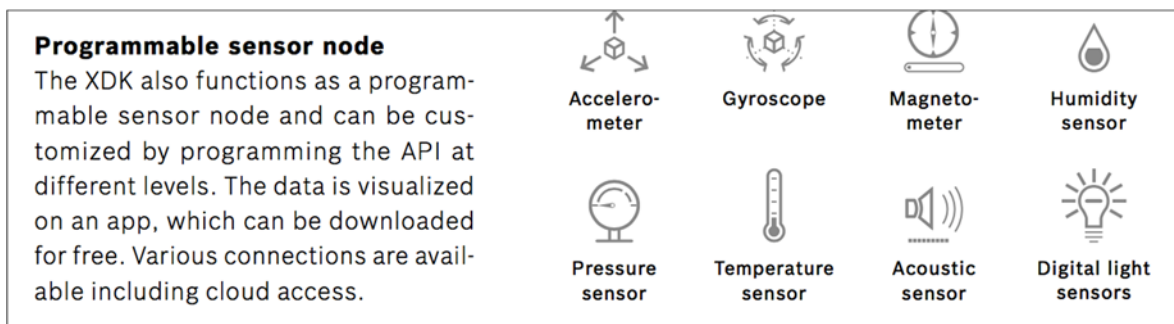 Programmable sensor node
The XDK also functions as a program-
mable sensor node and can be cus-
tomized by programming the API at
different levels. The data is visualized
on an app, which can be downloaded
for free. Various connections are avail-
able including cloud access.
Accelero-
meter
Gyroscope
Magneto-
meter
Humidity
sensor
Pressure
sensor
Temperature
sensor
Acoustic
sensor
Digital light
sensors